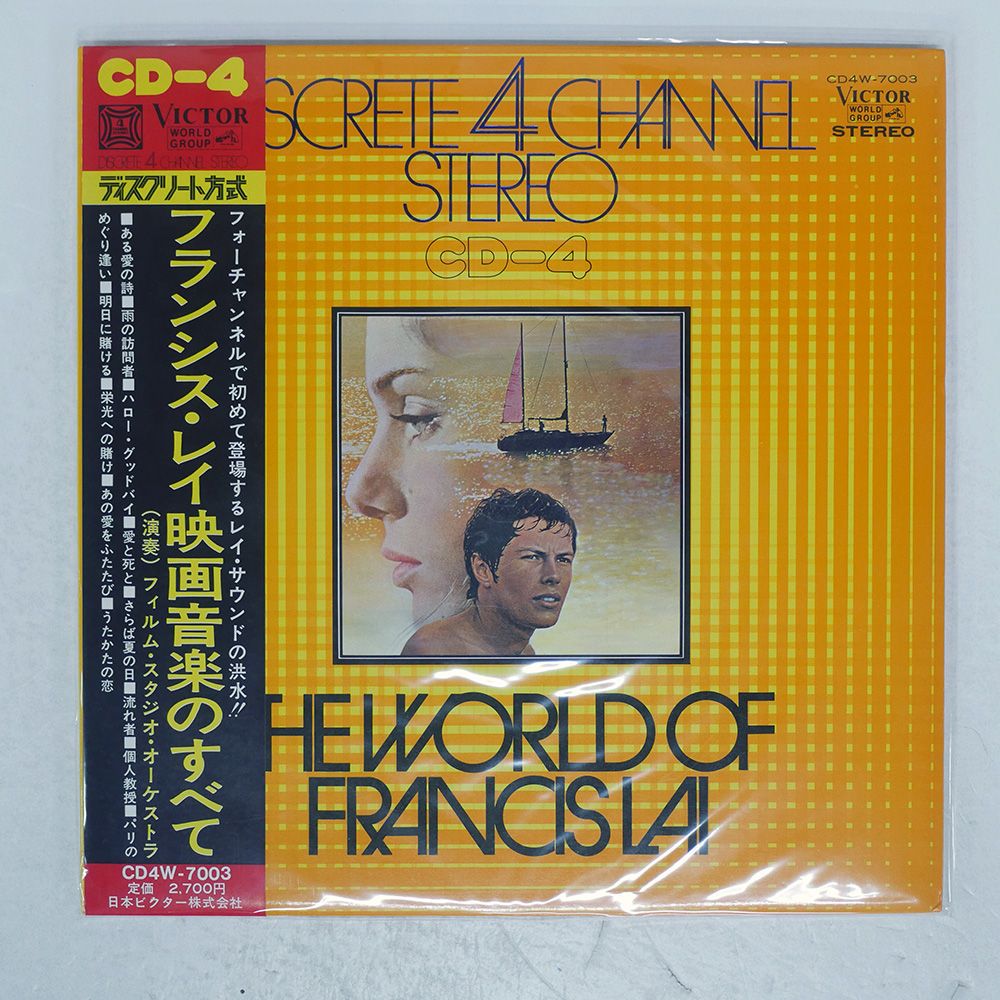 CD-4
4
CHANNEL
VICTOR
WORLD
GROUP
DISCRETE 4 CHANNEL STEREO
ディスクリート方式
フォーチャンネルで初めて登場するレイ・サウンドの洪水!!
フランシス・レイ映画音楽のすべて
(演奏)フィルム・スタジオ・オーケストラ
■ある愛の詩■雨の訪問者■ハロー・グッドバイ■愛と死と■さらば夏の日■流れ者■個人教授■パリの
めぐり逢い■明日に賭ける■栄光への賭け■あの愛をふたたび■うたかたの恋
CD4W-7003
定価 2,700円
日本ビクター株式会社
SCRETE 4 CHANNEL
STEREO
CD-4
CD4W-7003
VICTOR
WORLD
GROUP
STEREO
THE WORLD OF
FRANCIS LAI